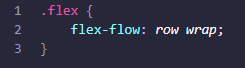 1 .flex {
2     flex-flow: row wrap;
3 }